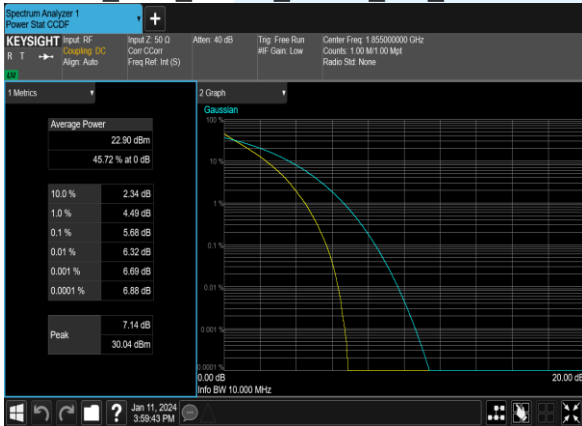 Spectrum Analyzer 1
Power Stat CCDF
+
KEYSIGHT
R T
LXI
Input: RF
Coupling: DC
Align: Auto
Input Z: 50 Ω
Corr CCorr
Freq Ref: Int (S)
Atten: 40 dB
Trig: Free Run
#IF Gain: Low
Center Freq: 1.855000000 GHz
Counts: 1.00 M/1.00 Mpt
Radio Std: None
1 Metrics
Average Power
22.90 dBm
45.72 % at 0 dB
10.0 % 2.34 dB
1.0 % 4.49 dB
0.1 % 5.68 dB
0.01 % 6.32 dB
0.001 % 6.69 dB
0.0001 % 6.88 dB
Peak
7.14 dB
30.04 dBm
2 Graph
Gaussian
100 %
10 %
1 %
0.1 %
0.01 %
0.001 %
0.0001 %
0.00 dB 20.00 dB
Info BW 10.000 MHz
?
Jan 11, 2024
3:59:43 PM